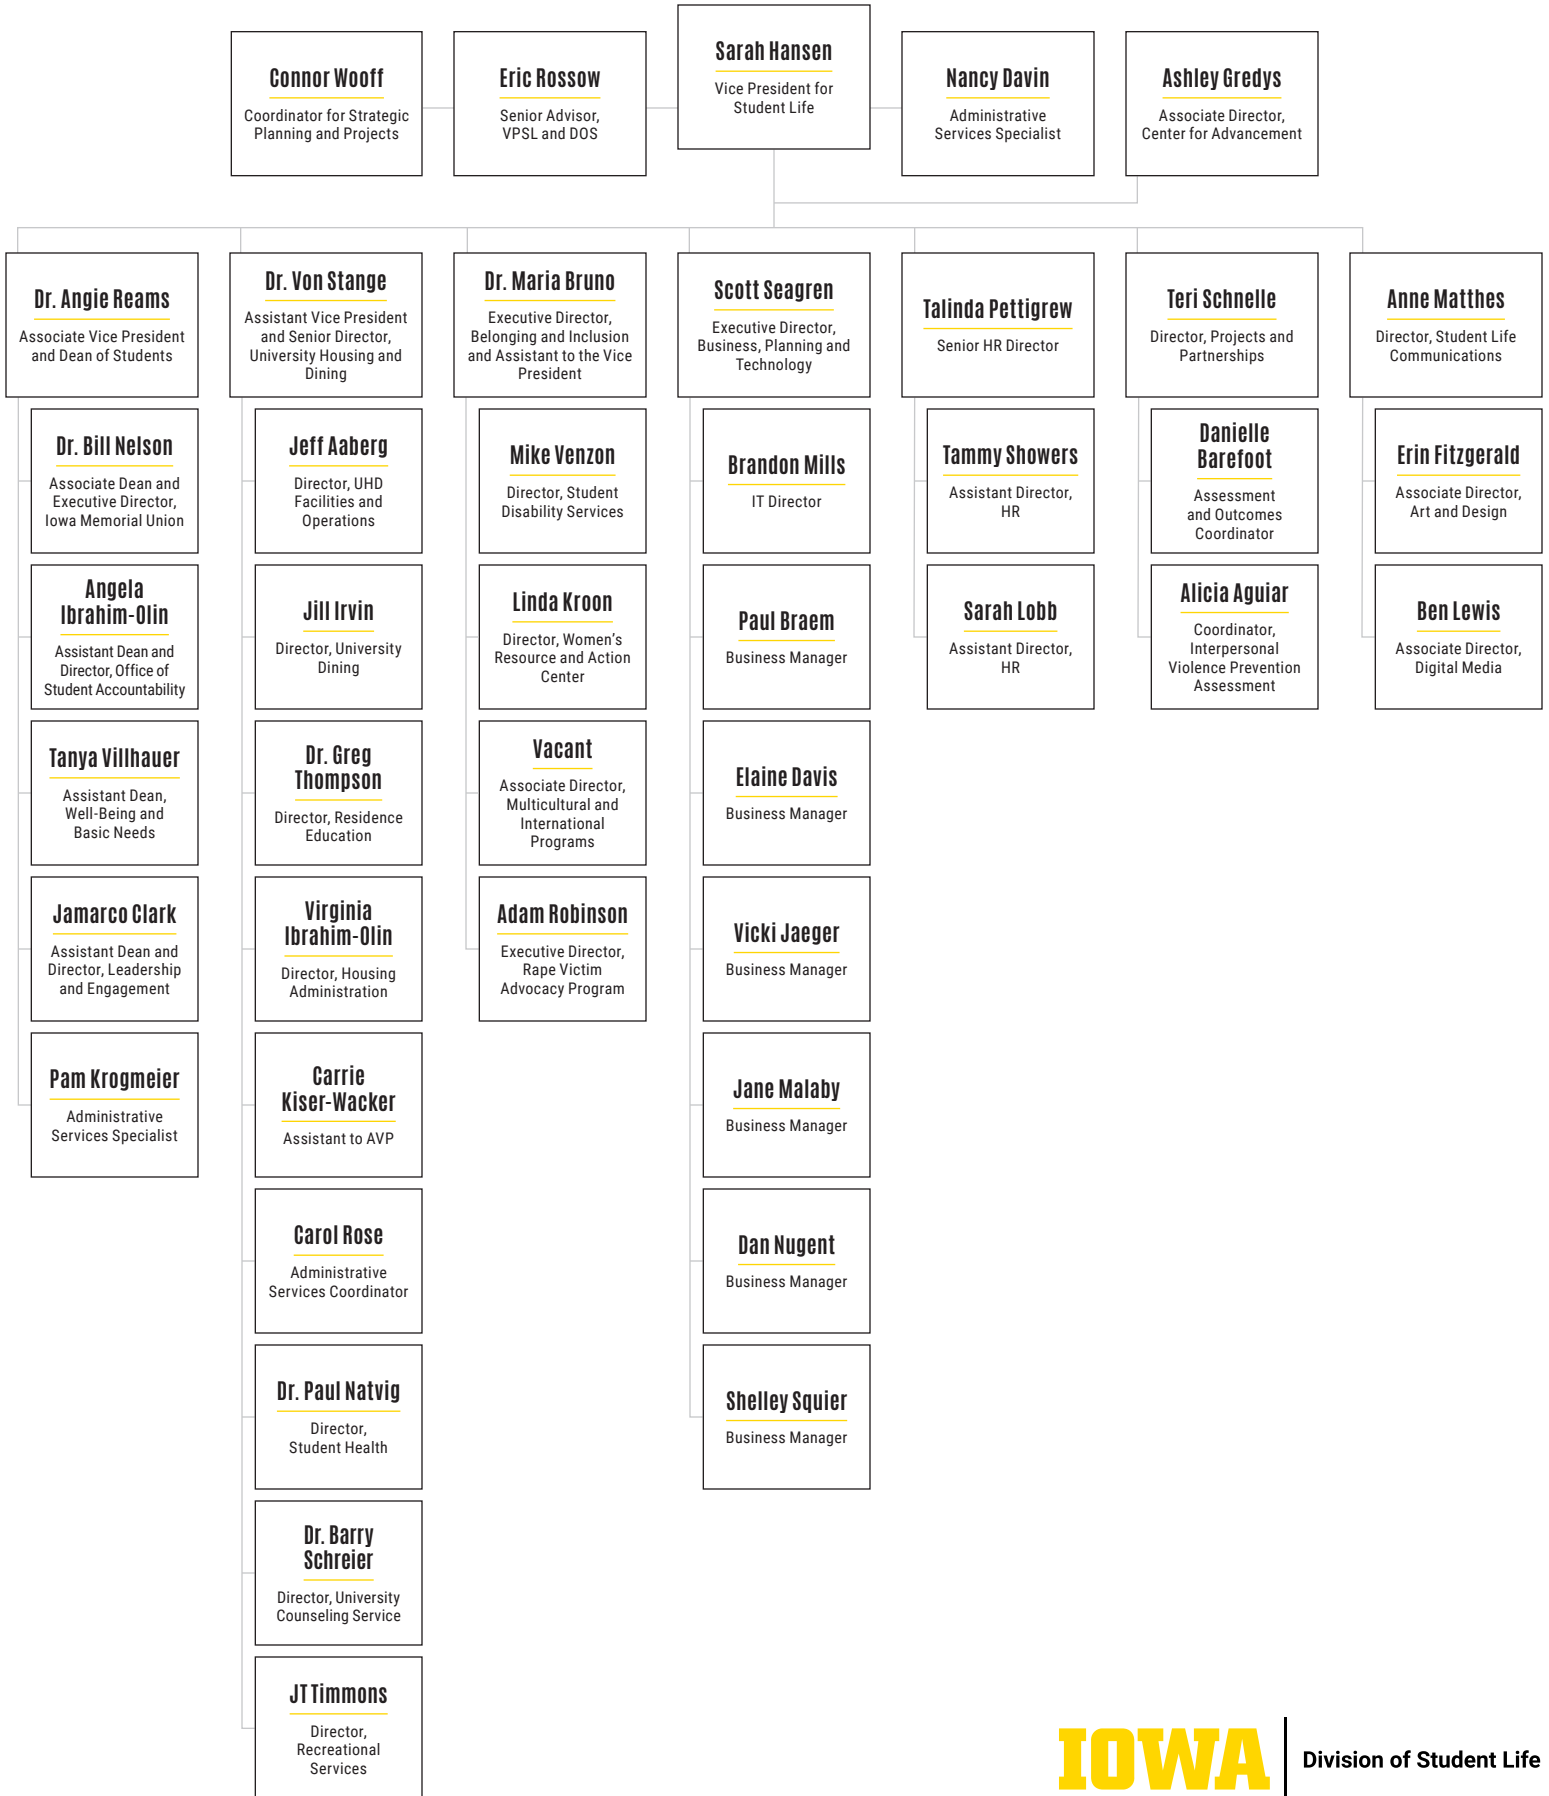 Connor Wooff
Coordinator for Strategic
Planning and Projects
Eric Rossow
Senior Advisor,
VPSL and DOS
Sarah Hansen
Vice President for
Student Life
Nancy Davin
Administrative
Services Specialist
Ashley Gredys
Associate Director,
Center for Advancement
Dr. Angie Reams
Associate Vice President
and Dean of Students
Dr. Bill Nelson
Associate Dean and
Executive Director,
Iowa Memorial Union
Angela
Ibrahim-Olin
Assistant Dean and
Director, Office of
Student Accountability
Tanya Villhauer
Assistant Dean,
Well-Being and
Basic Needs
Jamarco Clark
Assistant Dean and
Director, Leadership
and Engagement
Pam Krogmeier
Administrative
Services Specialist
Dr. Von Stange
Assistant Vice President
and Senior Director,
University Housing and
Dining
Jeff Aaberg
Director, UHD
Facilities and
Operations
Jill Irvin
Director, University
Dining
Dr. Greg
Thompson
Director, Residence
Education
Virginia
Ibrahim-Olin
Director, Housing
Administration
Carrie
Kiser-Wacker
Assistant to AVP
Carol Rose
Administrative
Services Coordinator
Dr. Paul Natvig
Director,
Student Health
Dr. Barry
Schreier
Director, University
Counseling Service
JT Timmons
Director,
Recreational
Services
Dr. Maria Bruno
Executive Director,
Belonging and Inclusion
and Assistant to the Vice
President
Mike Venzon
Director, Student
Disability Services
Linda Kroon
Director, Women’s
Resource and Action
Center
Vacant
Associate Director,
Multicultural and
International
Programs
Adam Robinson
Executive Director,
Rape Victim
Advocacy Program
Scott Seagren
Executive Director,
Business, Planning and
Technology
Brandon Mills
IT Director
Paul Braem
Business Manager
Elaine Davis
Business Manager
Vicki Jaeger
Business Manager
Jane Malaby
Business Manager
Dan Nugent
Business Manager
Shelley Squier
Business Manager
Talinda Pettigrew
Senior HR Director
Tammy Showers
Assistant Director,
HR
Sarah Lobb
Assistant Director,
HR
Teri Schnelle
Director, Projects and
Partnerships
Danielle
Barefoot
Assessment
and Outcomes
Coordinator
Alicia Aguiar
Coordinator,
Interpersonal
Violence Prevention
Assessment
Anne Matthes
Director, Student Life
Communications
Erin Fitzgerald
Associate Director,
Art and Design
Ben Lewis
Associate Director,
Digital Media
IOWA
Division of Student Life